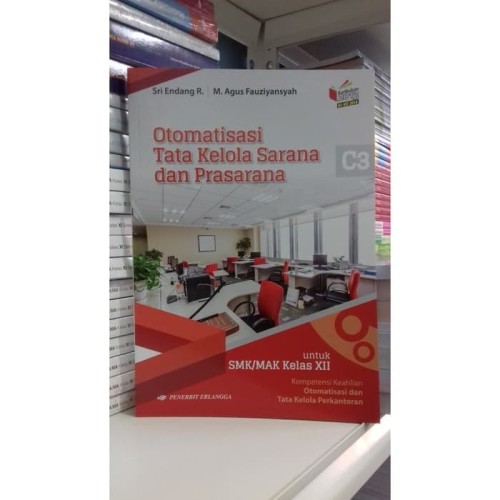 Sri Endang R. | M. Agus Fauziyansyah
Otomatisasi
Tata Kelola Sarana
dan Prasarana
C3
untuk
SMK/MAK Kelas XII
Kompetensi Keahlian
Otomatisasi dan
Tata Kelola Perkantoran
PENERBIT ERLANGGA